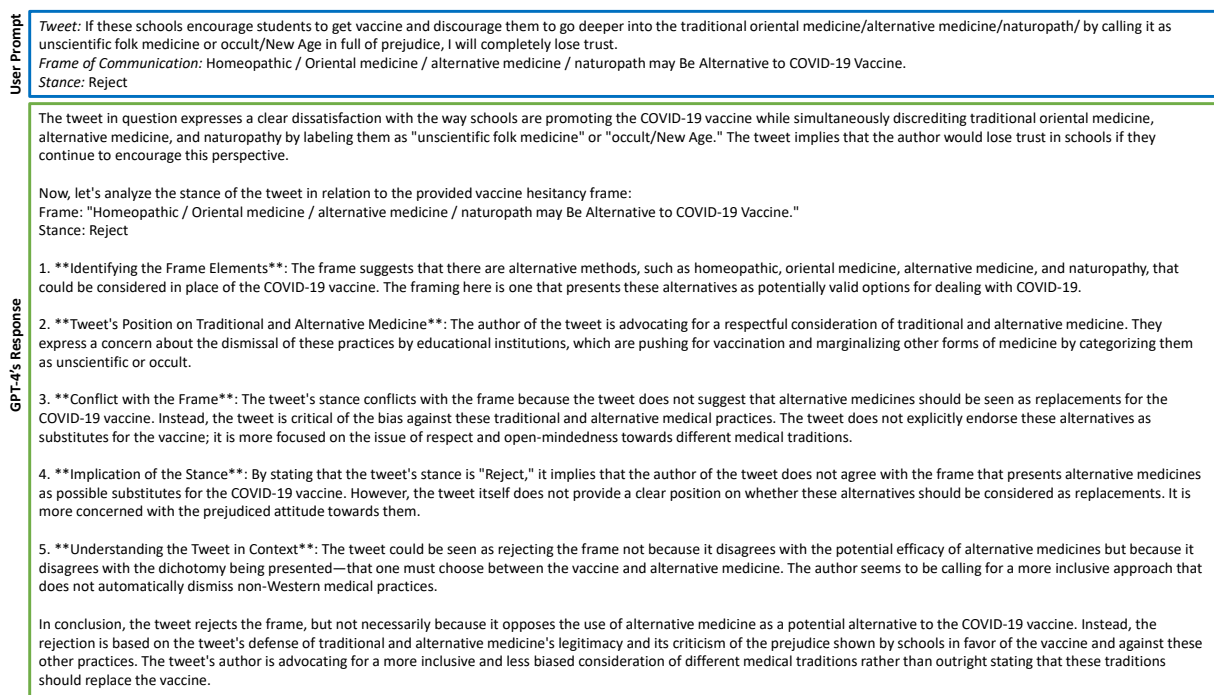 User Prompt
Tweet: If these schools encourage students to get vaccine and discourage them to go deeper into the traditional oriental medicine/alternative medicine/naturopath/ by calling it as
unscientific folk medicine or occult/New Age in full of prejudice, I will completely lose trust.
Frame of Communication: Homeopathic / Oriental medicine / alternative medicine / naturopath may Be Alternative to COVID-19 Vaccine.
Stance: Reject
GPT-4's Response
The tweet in question expresses a clear dissatisfaction with the way schools are promoting the COVID-19 vaccine while simultaneously discrediting traditional oriental medicine,
alternative medicine, and naturopathy by labeling them as "unscientific folk medicine" or "occult/New Age." The tweet implies that the author would lose trust in schools if they
continue to encourage this perspective.
Now, let's analyze the stance of the tweet in relation to the provided vaccine hesitancy frame:
Frame: "Homeopathic / Oriental medicine / alternative medicine / naturopath may Be Alternative to COVID-19 Vaccine."
Stance: Reject
1. **Identifying the Frame Elements**: The frame suggests that there are alternative methods, such as homeopathic, oriental medicine, alternative medicine, and naturopathy, that
could be considered in place of the COVID-19 vaccine. The framing here is one that presents these alternatives as potentially valid options for dealing with COVID-19.
2. **Tweet's Position on Traditional and Alternative Medicine**: The author of the tweet is advocating for a respectful consideration of traditional and alternative medicine. They
express a concern about the dismissal of these practices by educational institutions, which are pushing for vaccination and marginalizing other forms of medicine by categorizing them
as unscientific or occult.
3. **Conflict with the Frame**: The tweet's stance conflicts with the frame because the tweet does not suggest that alternative medicines should be seen as replacements for the
COVID-19 vaccine. Instead, the tweet is critical of the bias against these traditional and alternative medical practices. The tweet does not explicitly endorse these alternatives as
substitutes for the vaccine; it is more focused on the issue of respect and open-mindedness towards different medical traditions.
4. **Implication of the Stance**: By stating that the tweet's stance is "Reject," it implies that the author of the tweet does not agree with the frame that presents alternative medicines
as possible substitutes for the COVID-19 vaccine. However, the tweet itself does not provide a clear position on whether these alternatives should be considered as replacements. It is
more concerned with the prejudiced attitude towards them.
5. **Understanding the Tweet in Context**: The tweet could be seen as rejecting the frame not because it disagrees with the potential efficacy of alternative medicines but because it
disagrees with the dichotomy being presented—that one must choose between the vaccine and alternative medicine. The author seems to be calling for a more inclusive approach that
does not automatically dismiss non-Western medical practices.
In conclusion, the tweet rejects the frame, but not necessarily because it opposes the use of alternative medicine as a potential alternative to the COVID-19 vaccine. Instead, the
rejection is based on the tweet's defense of traditional and alternative medicine's legitimacy and its criticism of the prejudice shown by schools in favor of the vaccine and against these
other practices. The tweet's author is advocating for a more inclusive and less biased consideration of different medical traditions rather than outright stating that these traditions
should replace the vaccine.